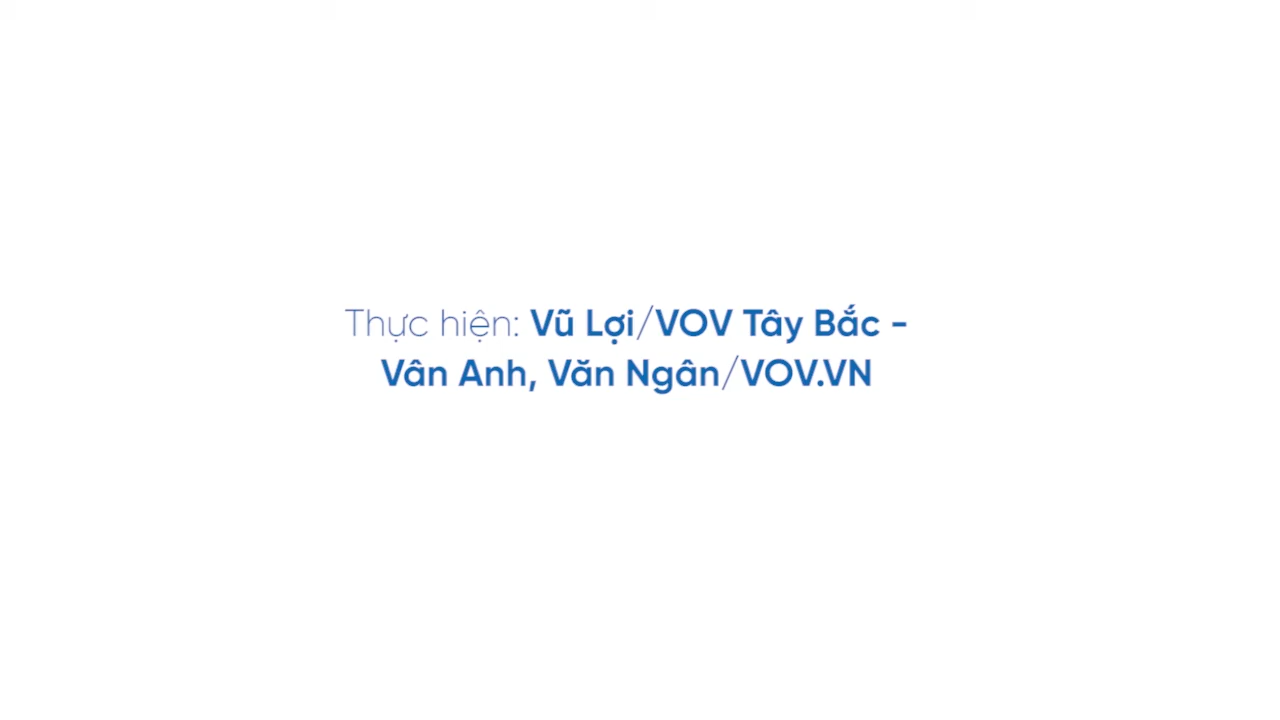 Thực hiện: Vũ Lợi/VOV Tây Bắc -
Vân Anh, Văn Ngân/VOV.VN